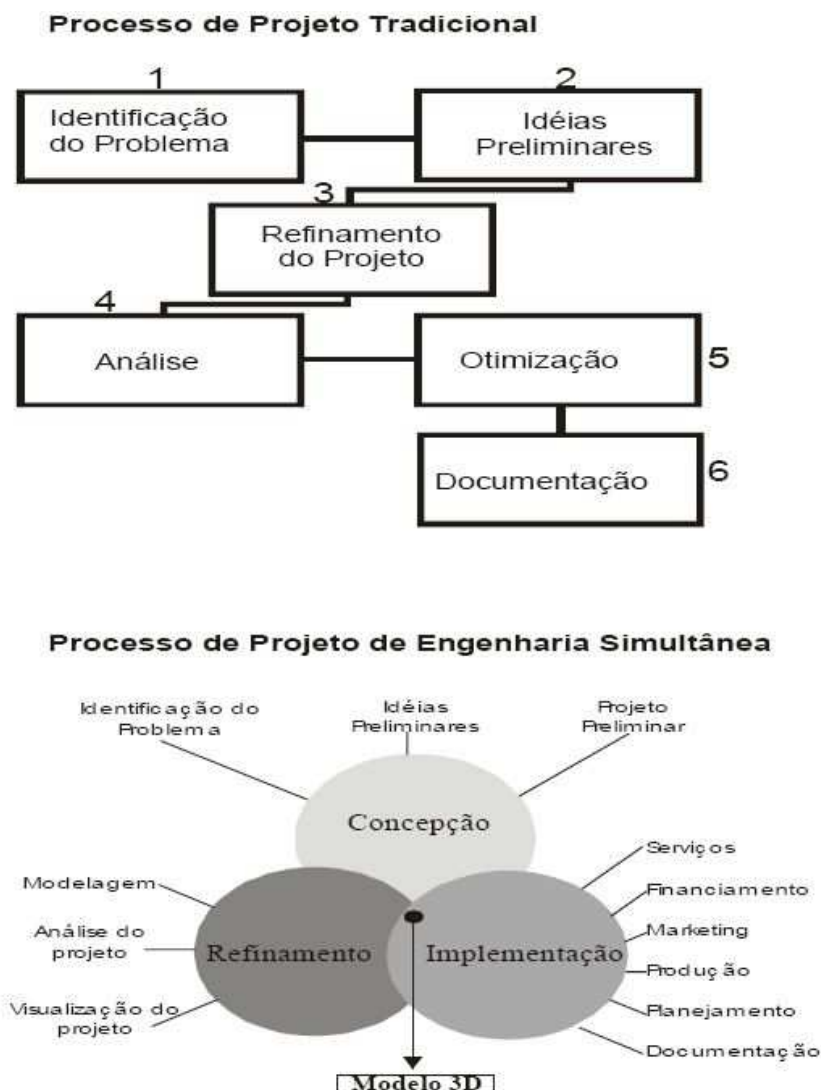 Processo de Projeto Tradicional
1
Identificação
do Problema
2
Idéias
Preliminares
3
Refinamento
do Projeto
4
Análise
Otimização
5
Documentação
6
Processo de Projeto de Engenharia Simultânea
Identificação do
Problema
Idéias
Preliminares
Projeto
Preliminar
Concepção
Modelagem
Análise do
projeto
Visualização do
projeto
Refinamento
Implementação
Serviços
Financiamento
Marketing
Produção
Planejamento
Documentação
Modelo 3D